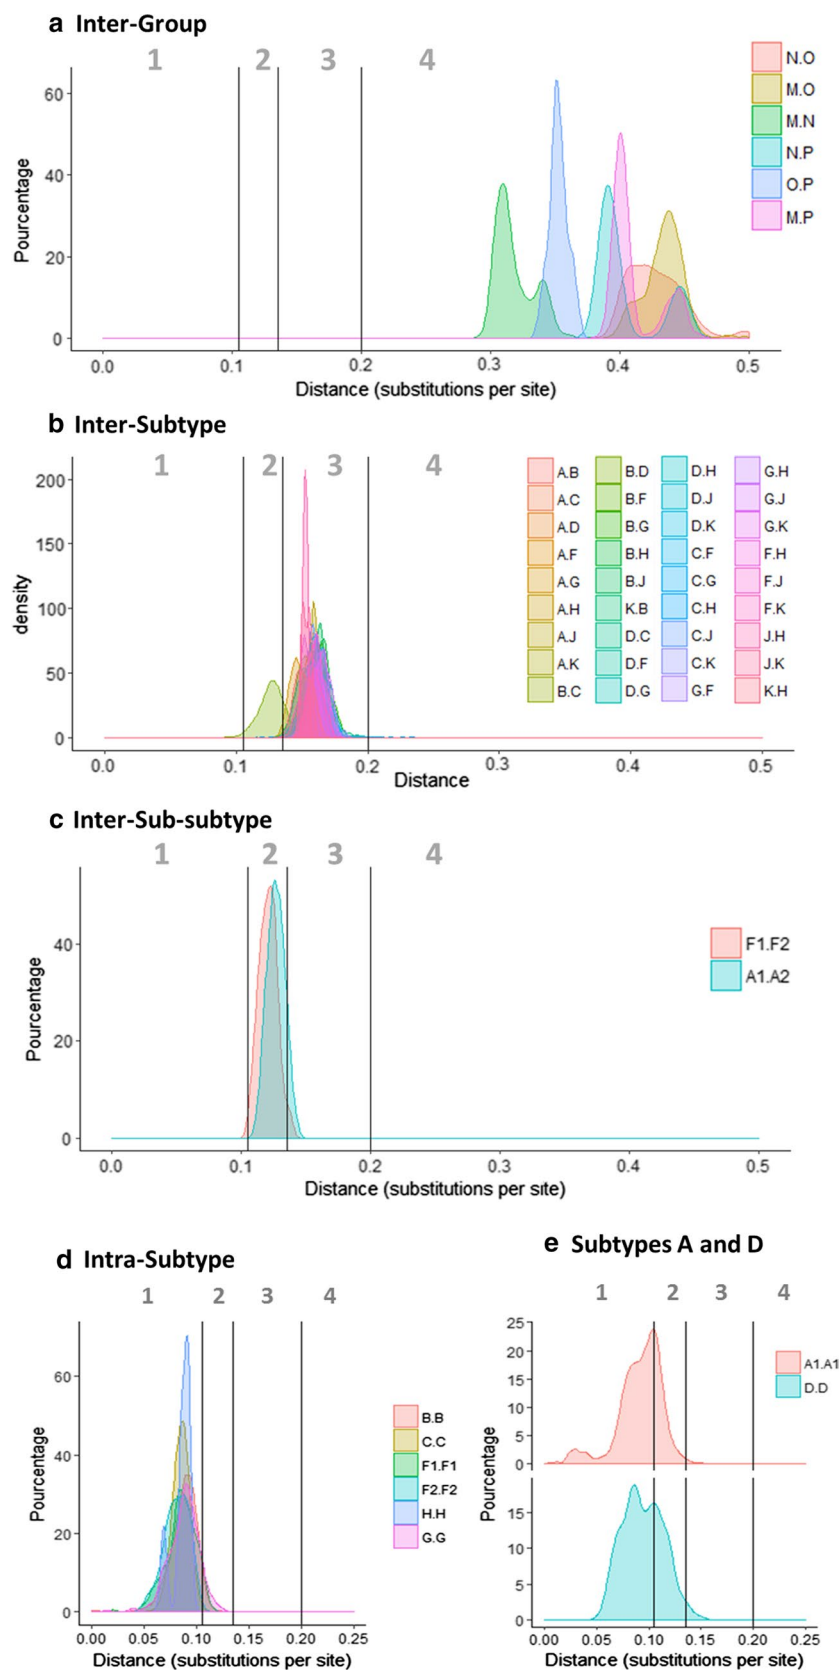 a Inter-Group
1 2 3 4
Pourcentage
60
40
20
0
0.0 0.1 0.2 0.3 0.4 0.5
Distance (substitutions per site)
N.O
M.O
M.N
N.P
O.P
M.P
b Inter-Subtype
1 2 3 4
density
200
150
100
50
0
0.0 0.1 0.2 0.3 0.4 0.5
Distance
A.B B.D D.H G.H
A.C B.F D.J G.J
A.D B.G D.K G.K
A.F B.H C.F F.H
A.G B.J C.G F.J
A.H K.B C.H F.K
A.J D.C C.J J.H
A.K D.F C.K J.K
B.C D.G G.F K.H
c Inter-Sub-subtype
1 2 3 4
Pourcentage
40
20
0
0.0 0.1 0.2 0.3 0.4 0.5
Distance (substitutions per site)
F1.F2
A1.A2
d Intra-Subtype
1 2 3 4
Pourcentage
60
40
20
0
0.00 0.05 0.10 0.15 0.20 0.25
Distance (substitutions per site)
B.B
C.C
F1.F1
F2.F2
H.H
G.G
e Subtypes A and D
1 2 3 4
Pourcentage
25
20
15
10
5
0
15
10
5
0
0.00 0.05 0.10 0.15 0.20 0.25
Distance (substitutions per site)
A1.A1
D.D